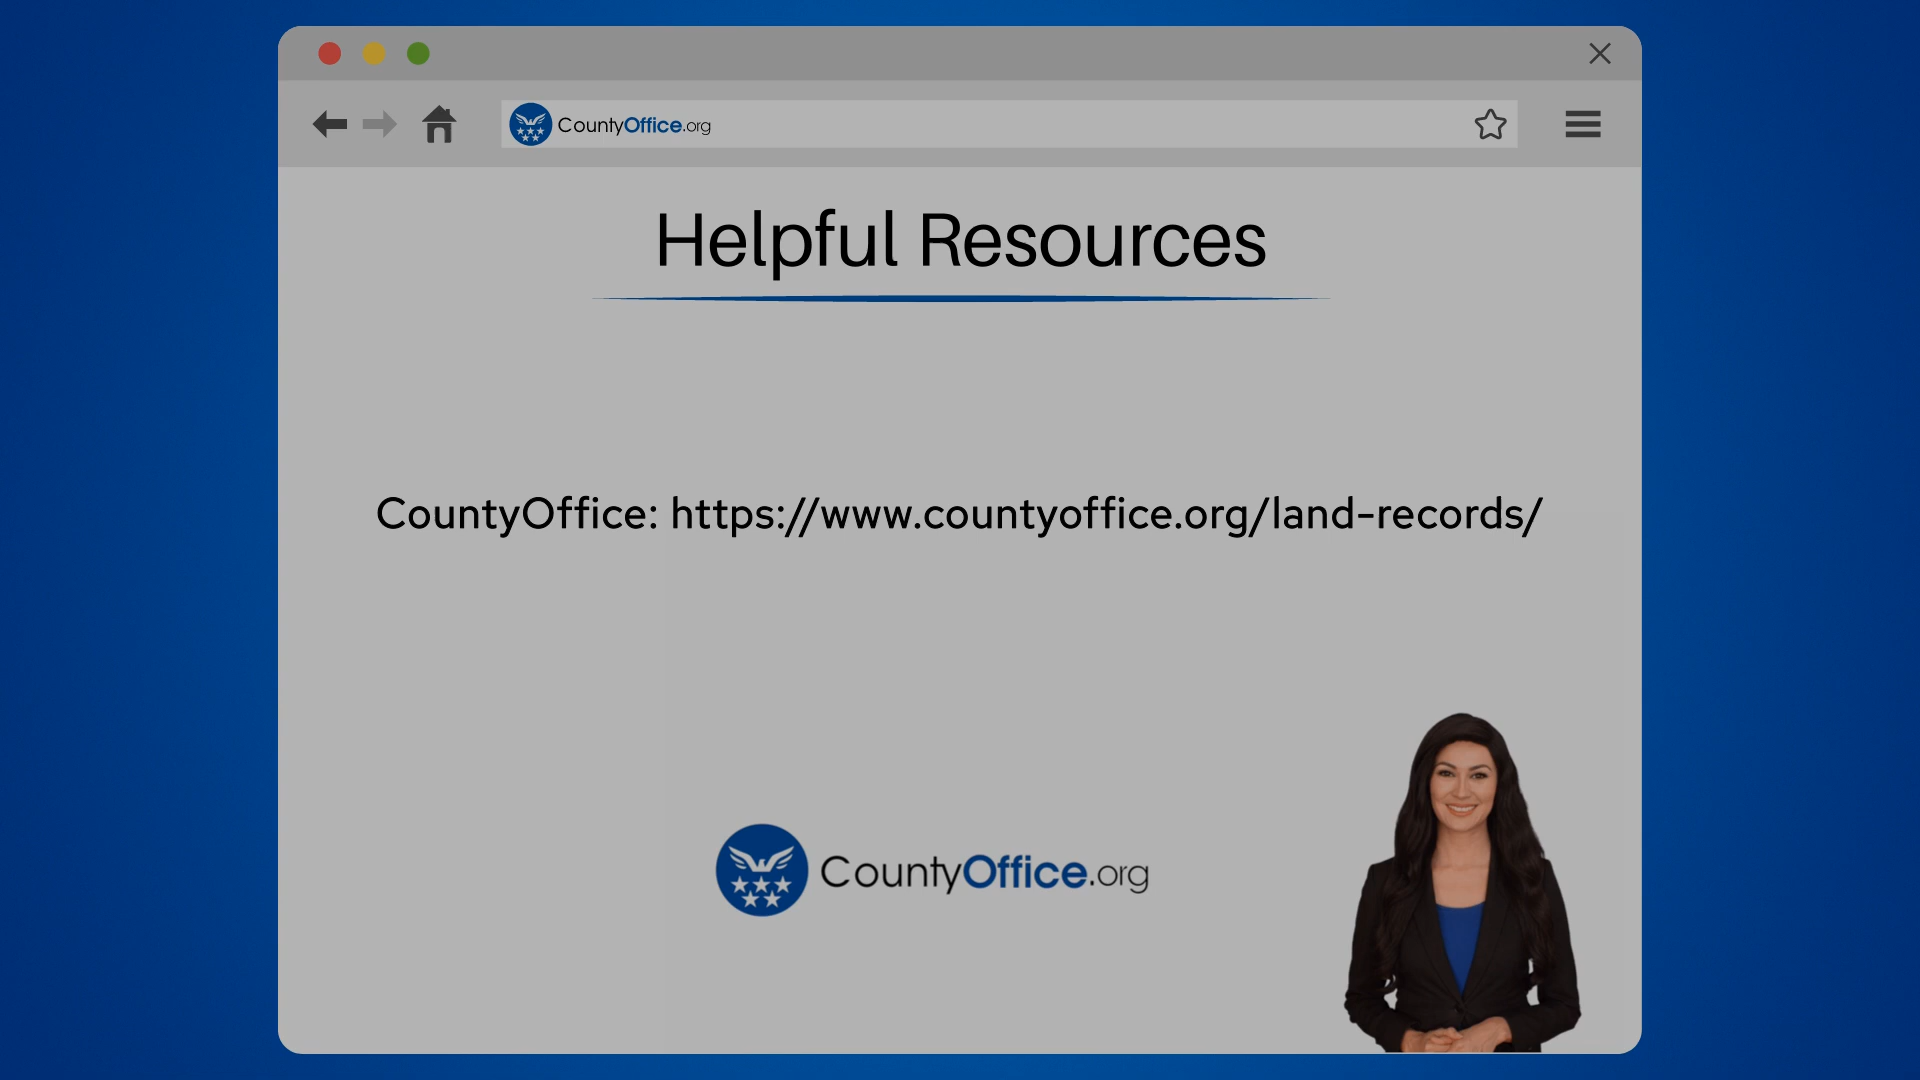 CountyOffice.org
Helpful Resources
CountyOffice: https://www.countyoffice.org/land-records/
CountyOffice.org